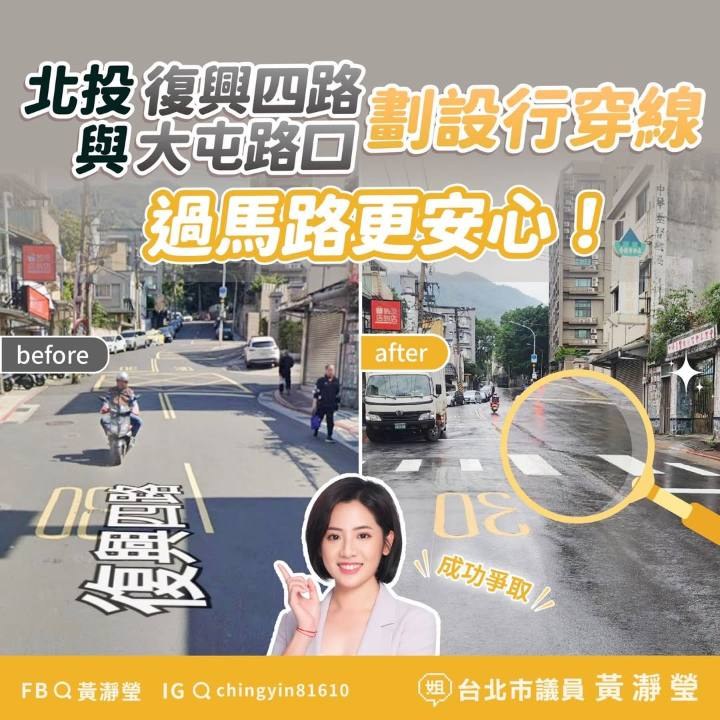 北投復興四路
與大屯路口
劃設行穿線
過馬路更安心！
before
after
30
復興四路
30
成功爭取
FB 黃瀞瑩 IG chingyin81610
姐 台北市議員 黃瀞瑩